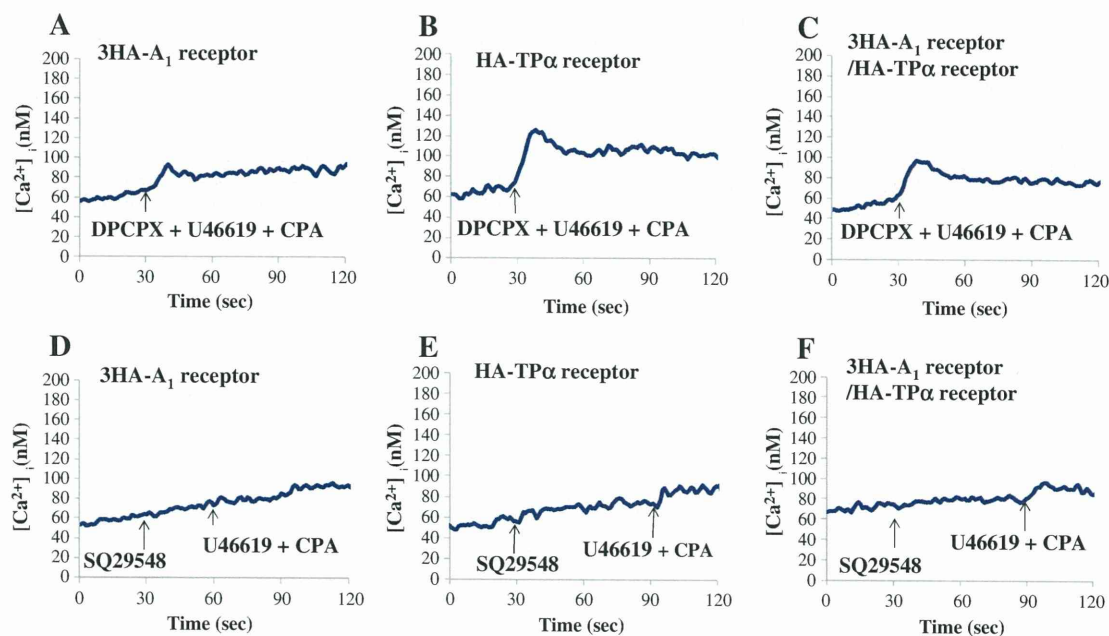 A
3HA-A₁ receptor
[Ca²⁺]ᵢ(nM)
200
180
160
140
120
100
80
60
40
20
0
DPCPX + U46619 + CPA
0 30 60 90 120
Time (sec)
B
HA-TPα receptor
[Ca²⁺]ᵢ(nM)
200
180
160
140
120
100
80
60
40
20
0
DPCPX + U46619 + CPA
0 30 60 90 120
Time (sec)
C
3HA-A₁ receptor
/HA-TPα receptor
[Ca²⁺]ᵢ(nM)
200
180
160
140
120
100
80
60
40
20
0
DPCPX + U46619 + CPA
0 30 60 90 120
Time (sec)
D
3HA-A₁ receptor
[Ca²⁺]ᵢ(nM)
200
180
160
140
120
100
80
60
40
20
0
SQ29548
U46619 + CPA
0 30 60 90 120
Time (sec)
E
HA-TPα receptor
[Ca²⁺]ᵢ(nM)
200
180
160
140
120
100
80
60
40
20
0
SQ29548
U46619 + CPA
0 30 60 90 120
Time (sec)
F
3HA-A₁ receptor
/HA-TPα receptor
[Ca²⁺]ᵢ(nM)
200
180
160
140
120
100
80
60
40
20
0
SQ29548
U46619 + CPA
0 30 60 90 120
Time (sec)